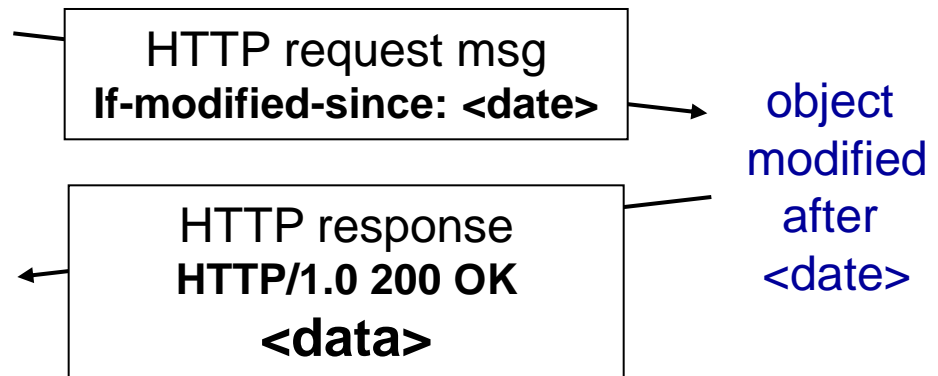 HTTP request msg
If-modified-since: <date>
object
modified
after
<date>
HTTP response
HTTP/1.0 200 OK
<data>